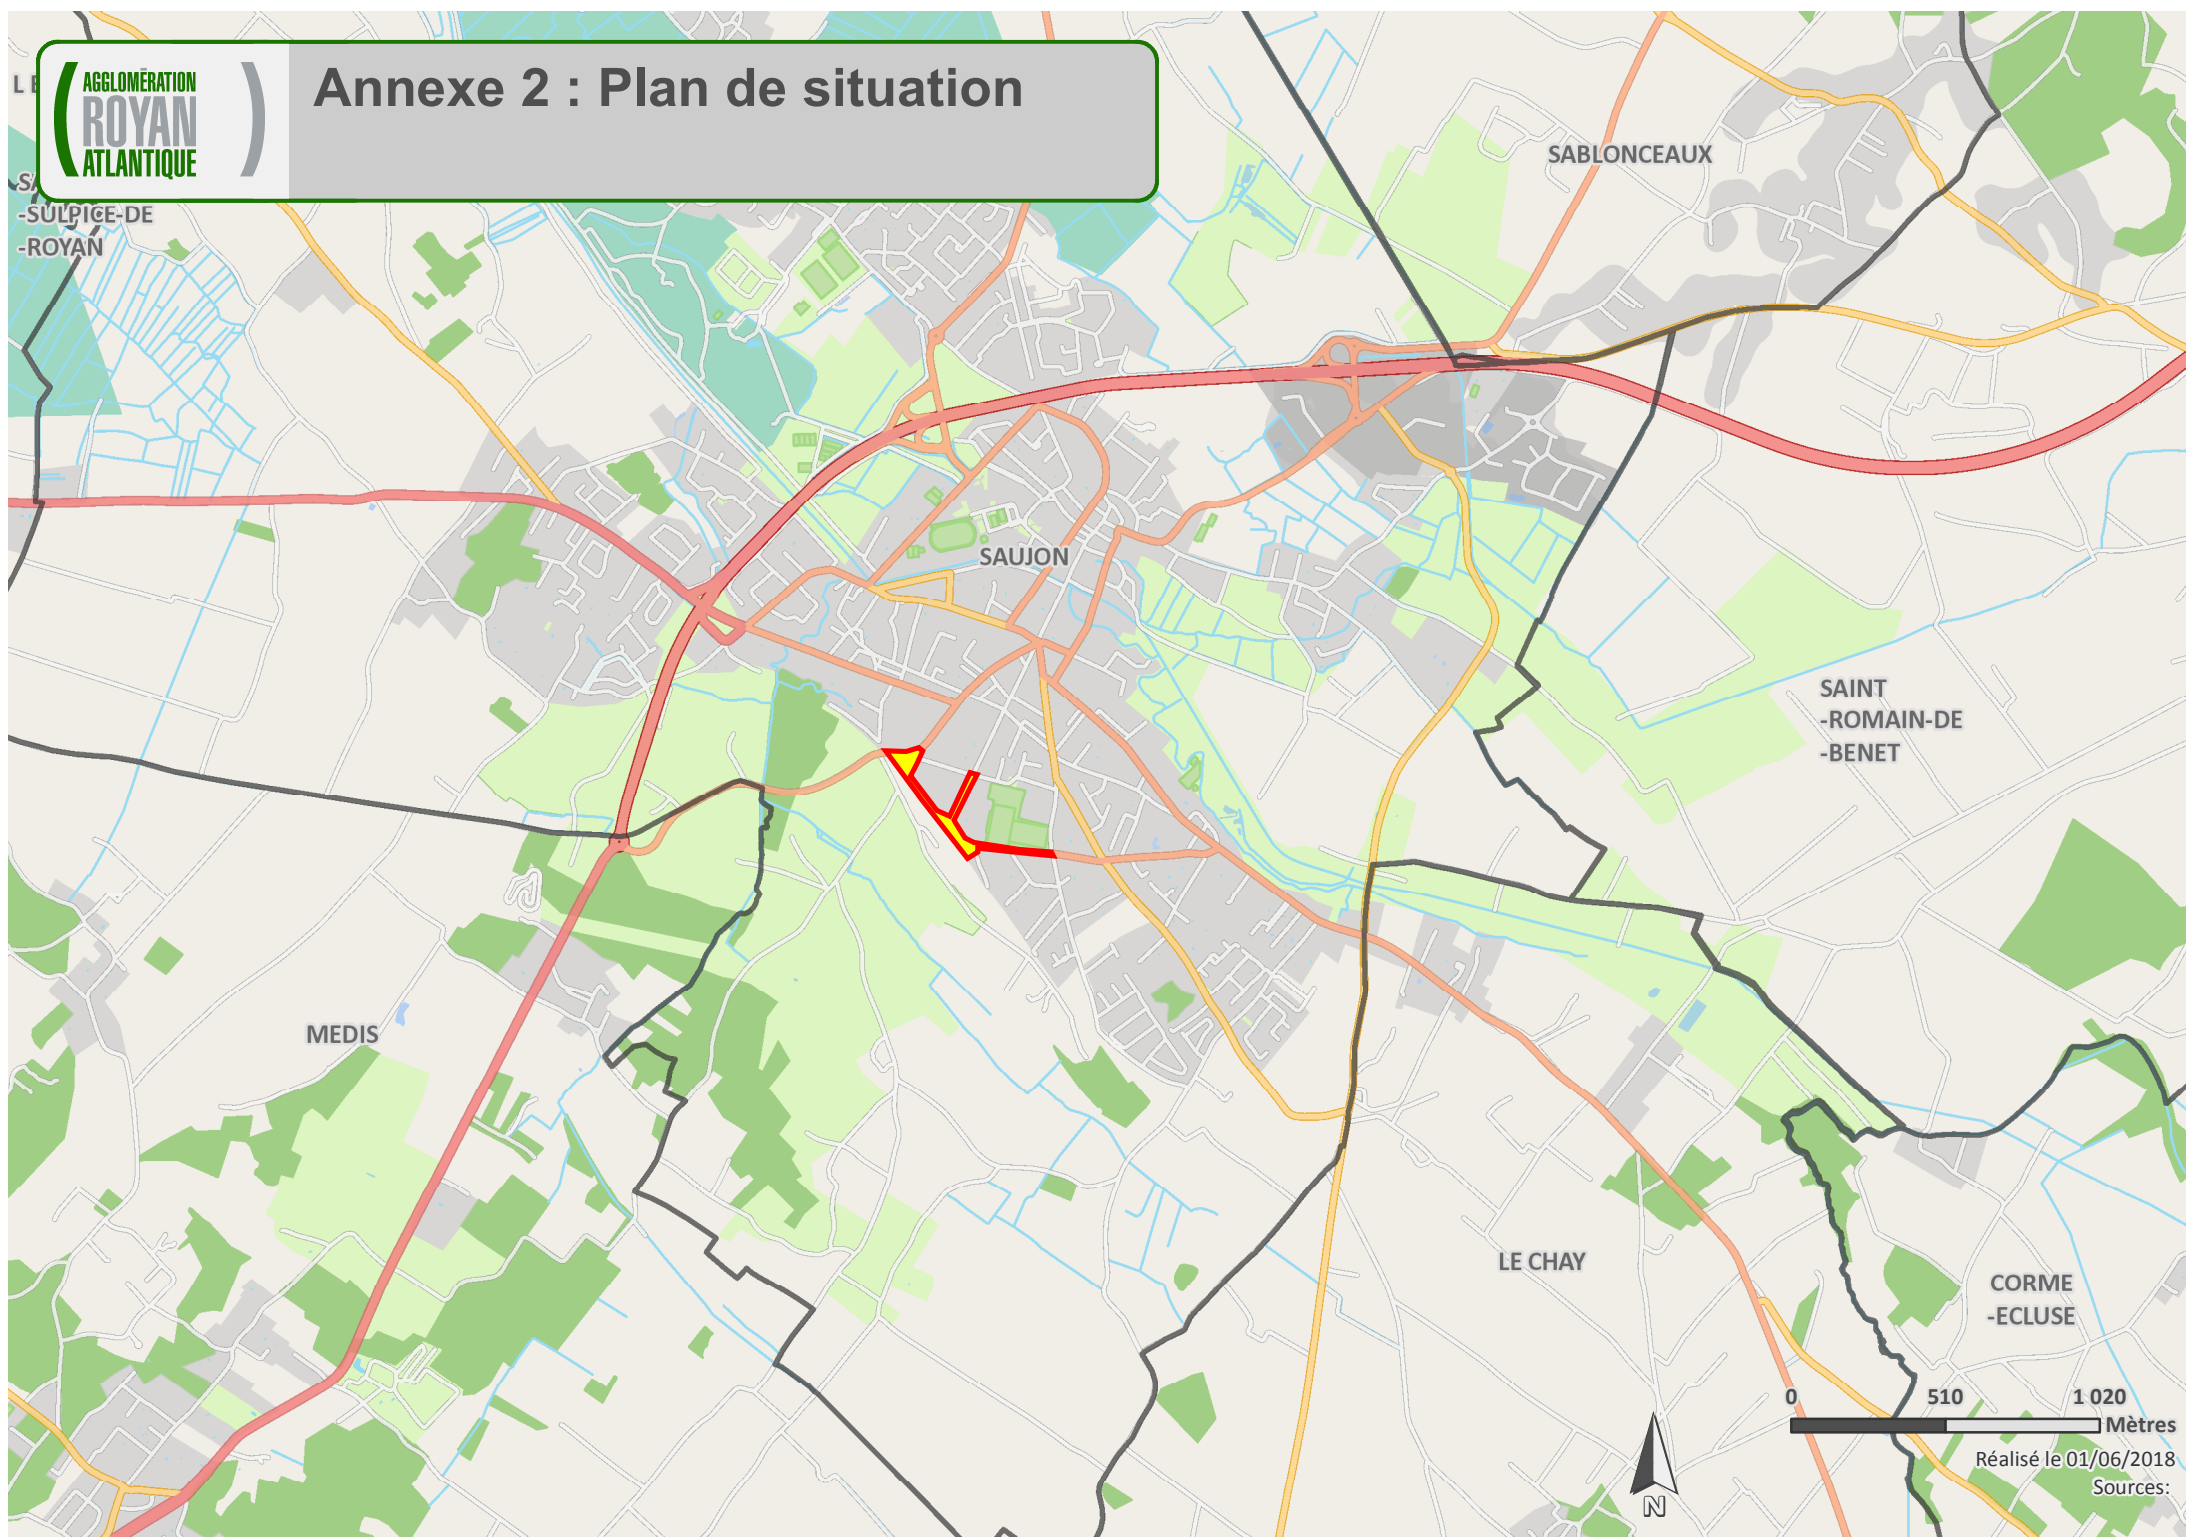 Annexe 2 : Plan de situation
AGGLOMÉRATION
ROYAN
ATLANTIQUE
-SULPICE-DE
-ROYAN
SABLONCEAUX
SAUJON
SAINT
-ROMAIN-DE
-BENET
MEDIS
LE CHAY
CORME
-ECLUSE
0 510 1 020
Mètres
Réalisé le 01/06/2018
Sources:
N